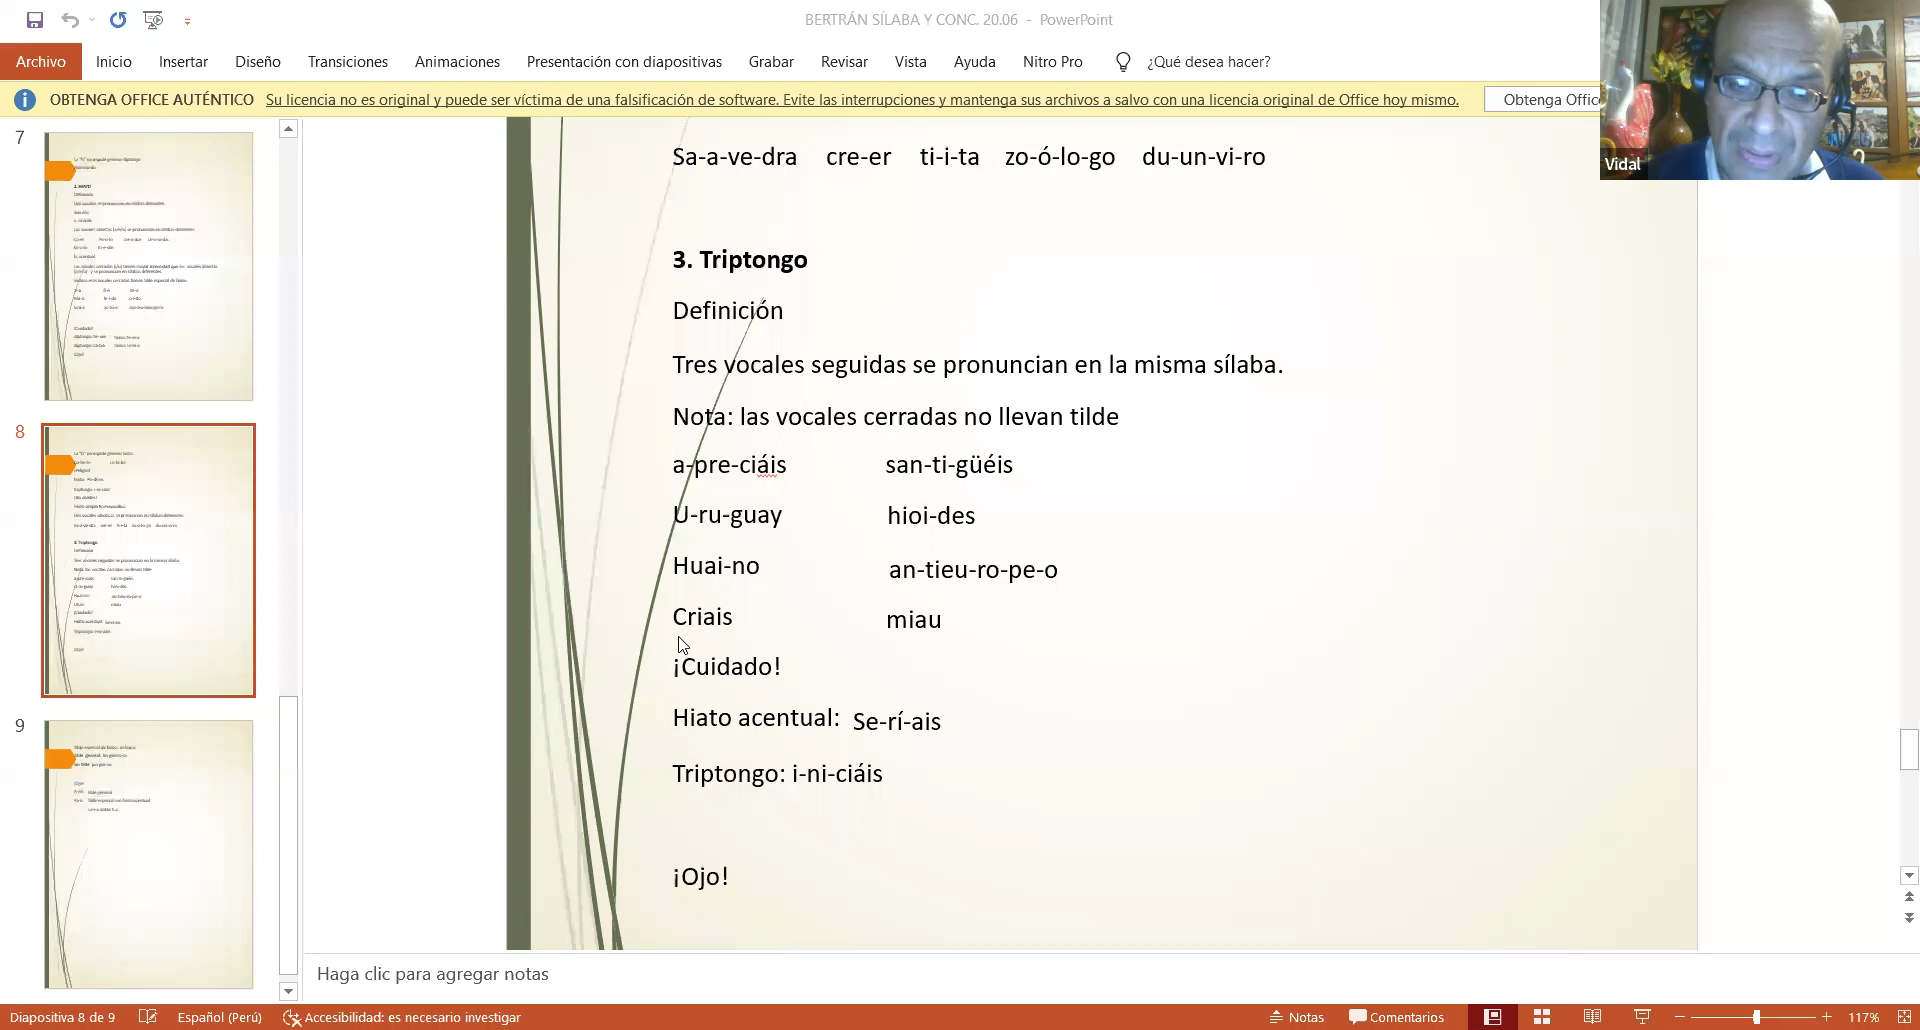 BERTRÁN SÍLABA Y CONC. 20.06 - PowerPoint
Archivo Inicio Insertar Diseño Transiciones Animaciones Presentación con diapositivas Grabar Revisar Vista Ayuda Nitro Pro ¿Qué desea hacer?
OBTENGA OFFICE AUTÉNTICO Su licencia no es original y puede ser víctima de una falsificación de software. Evite las interrupciones y mantenga sus archivos a salvo con una licencia original de Office hoy mismo. Obtenga Office
Vidal
7
8
9
Sa-a-ve-dra cre-er ti-i-ta zo-ó-lo-go du-un-vi-ro
3. Triptongo
Definición
Tres vocales seguidas se pronuncian en la misma sílaba.
Nota: las vocales cerradas no llevan tilde
a-pre-ciáis san-ti-güéis
U-ru-guay hioi-des
Huai-no an-tieu-ro-pe-o
Criais miau
¡Cuidado!
Hiato acentual: Se-rí-ais
Triptongo: i-ni-ciáis
¡Ojo!
Haga clic para agregar notas
Diapositiva 8 de 9 Español (Perú) Accesibilidad: es necesario investigar Notas Comentarios 117%